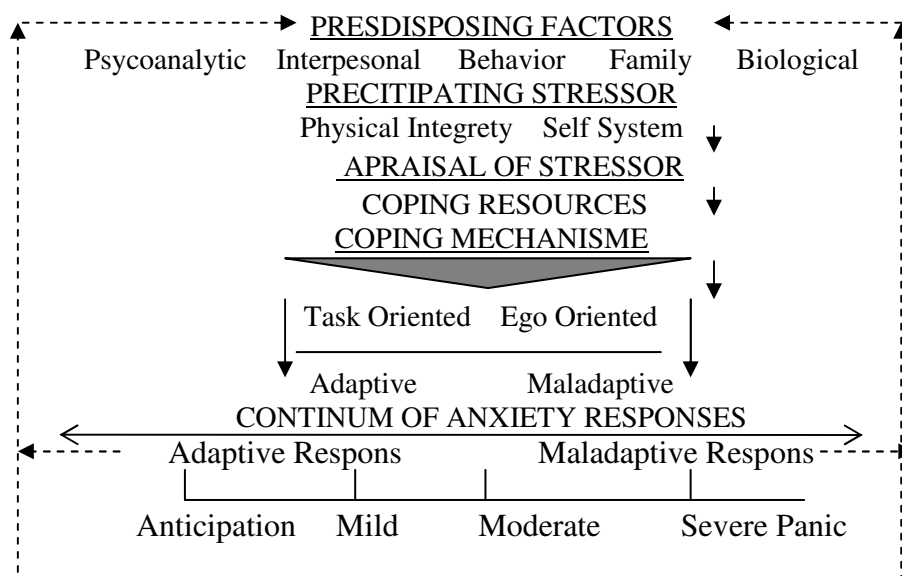 PRESDISPOSING FACTORS
Psycoanalytic Interpesonal Behavior Family Biological
PRECITIPATING STRESSOR
Physical Integrety Self System
APRAISAL OF STRESSOR
COPING RESOURCES
COPING MECHANISME
Task Oriented Ego Oriented
Adaptive Maladaptive
CONTINUM OF ANXIETY RESPONSES
Adaptive Respons Maladaptive Respons
Anticipation Mild Moderate Severe Panic